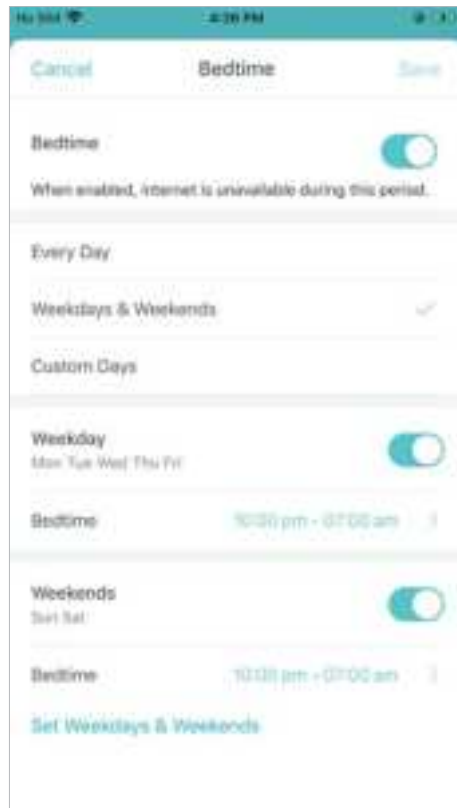 No SIM 4:26 PM
Cancel Bedtime Save
Bedtime
When enabled, internet is unavailable during this period.
Every Day
Weekdays & Weekends
Custom Days
Weekday
Mon Tue Wed Thu Fri
Bedtime 10:00 pm - 07:00 am
Weekends
Sun Sat
Bedtime 10:00 pm - 07:00 am
Set Weekdays & Weekends